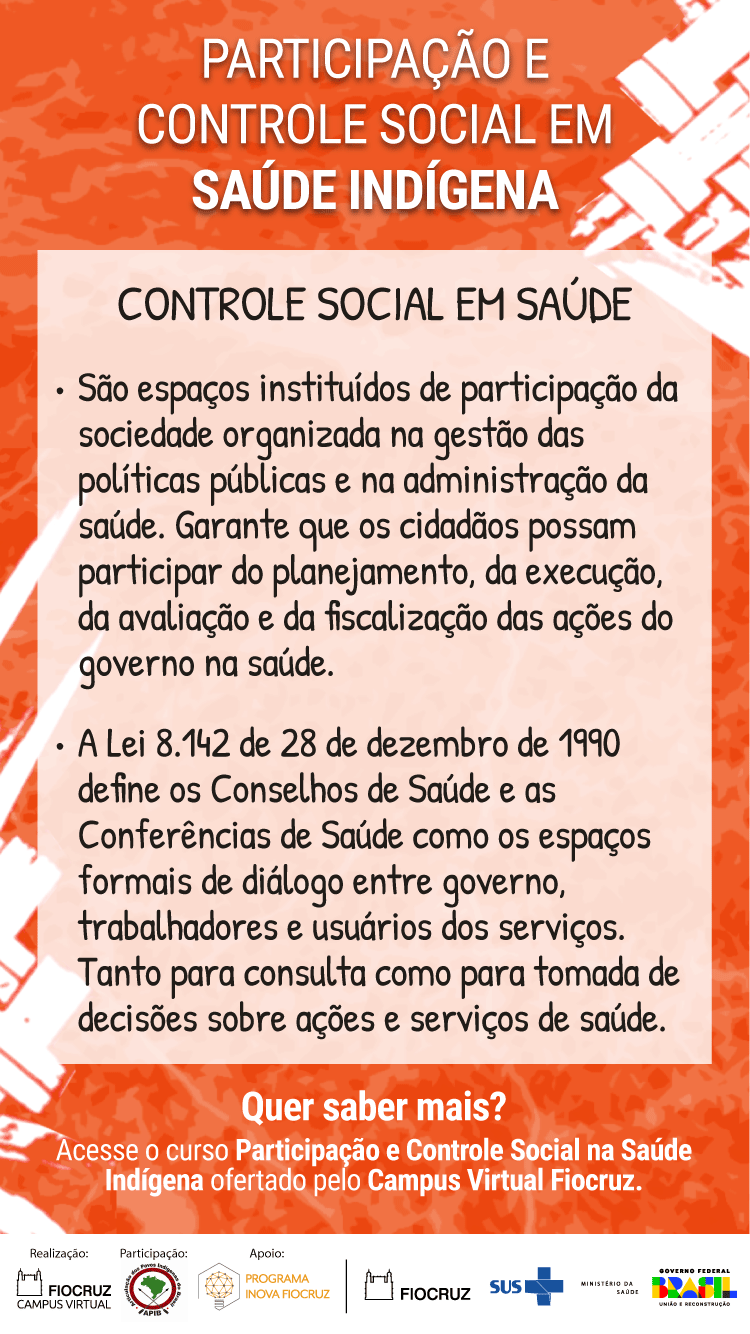 PARTICIPAÇÃO E
CONTROLE SOCIAL EM
SAÚDE INDÍGENA
CONTROLE SOCIAL EM SAÚDE
• São espaços instituídos de participação da
sociedade organizada na gestão das
políticas públicas e na administração da
saúde. Garante que os cidadãos possam
participar do planejamento, da execução,
da avaliação e da fiscalização das ações do
governo na saúde.
• A Lei 8.142 de 28 de dezembro de 1990
define os Conselhos de Saúde e as
Conferências de Saúde como os espaços
formais de diálogo entre governo,
trabalhadores e usuários dos serviços.
Tanto para consulta como para tomada de
decisões sobre ações e serviços de saúde.
Quer saber mais?
Acesse o curso Participação e Controle Social na Saúde
Indígena ofertado pelo Campus Virtual Fiocruz.
Realização:
FIOCRUZ
CAMPUS VIRTUAL
Participação:
Articulação dos Povos Indígenas do Brasil
APIB
Apoio:
PROGRAMA
INOVA FIOCRUZ
FIOCRUZ
SUS
MINISTÉRIO DA
SAÚDE
GOVERNO FEDERAL
BRASIL
UNIÃO E RECONSTRUÇÃO